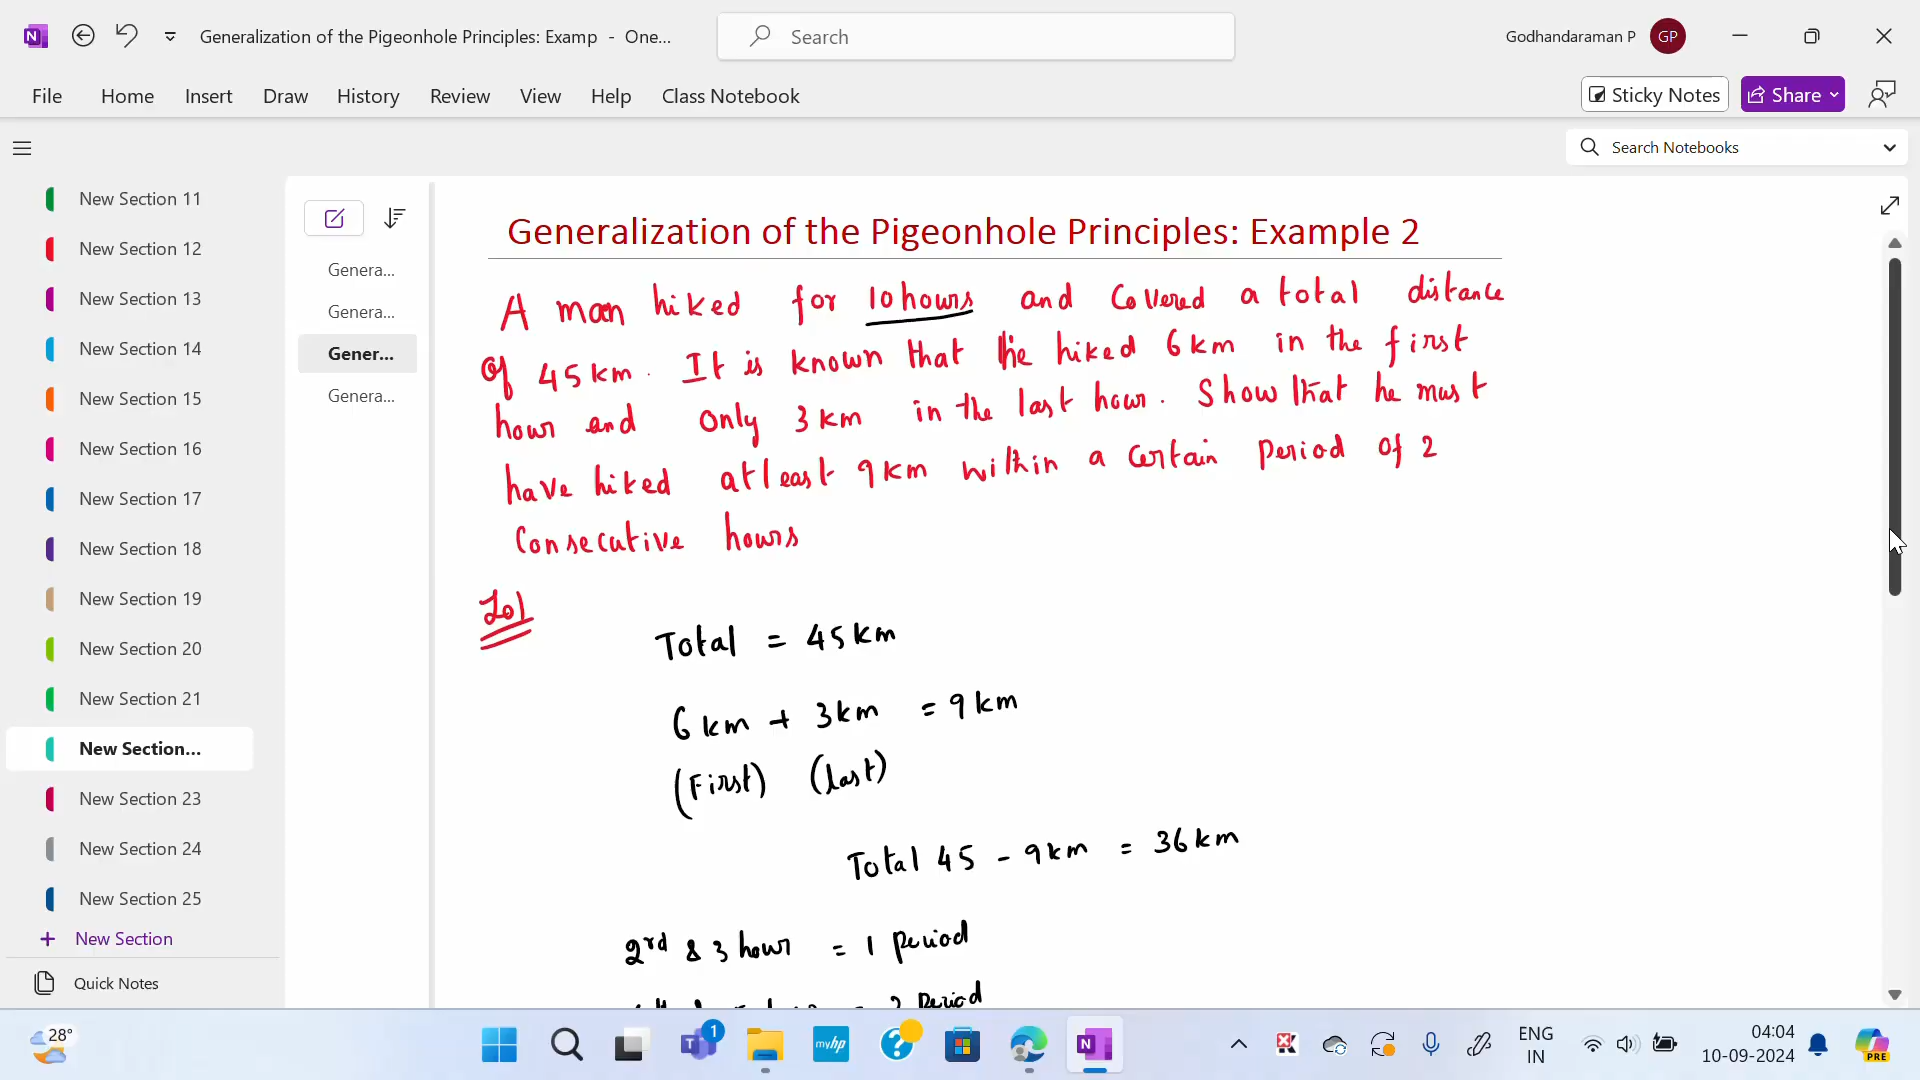 Generalization of the Pigeonhole Principles: Examp - One...
Search
Godhandaraman P
GP
File Home Insert Draw History Review View Help Class Notebook
Sticky Notes
Share
Search Notebooks
New Section 11
New Section 12
New Section 13
New Section 14
New Section 15
New Section 16
New Section 17
New Section 18
New Section 19
New Section 20
New Section 21
New Section...
New Section 23
New Section 24
New Section 25
New Section
Quick Notes
Genera...
Genera...
Gener...
Genera...
Generalization of the Pigeonhole Principles: Example 2
A man hiked for 10 hours and Covered a total distance
of 45 km. It is known that he hiked 6 km in the first
hour and only 3 km in the last hour. Show that he must
have hiked atleast 9 km within a certain period of 2
Consecutive hours
Sol
Total = 45 km
6 km + 3 km = 9 km
(First) (last)
Total 45 - 9 km = 36 km
2rd & 3 hour = 1 period
Period
28°
1
myhp
ENG
IN
04:04
10-09-2024
PRE